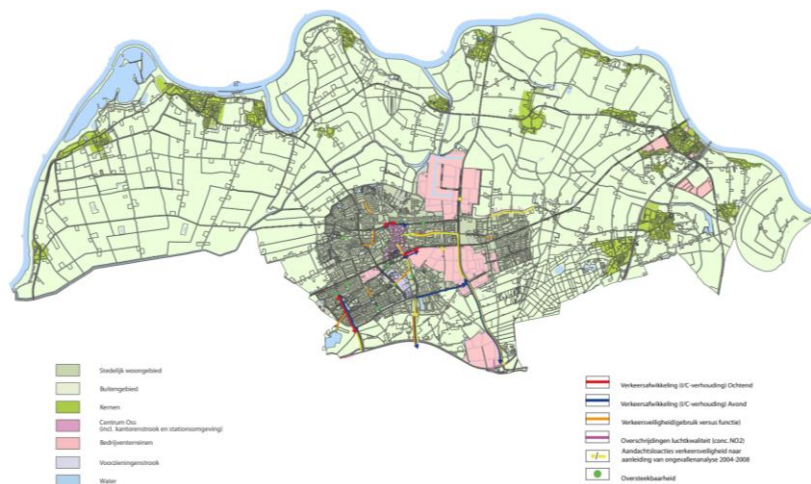 Stedelijk woongebied
Buitengebied
Kernen
Centrum Oss
(incl. kantorenstrook en stationsomgeving)
Bedrijventerreinen
Voorzieningenstrook
Water
Verkeersafwikkeling (I/C-verhouding) Ochtend
Verkeersafwikkeling (I/C-verhouding) Avond
Verkeersveiligheid(gebruik versus functie)
Overschrijdingen luchtkwaliteit (conc. NO2)
Aandachtslocaties verkeersveiligheid naar
aanleiding van ongevallenanalyse 2004-2008
Oversteekbaarheid